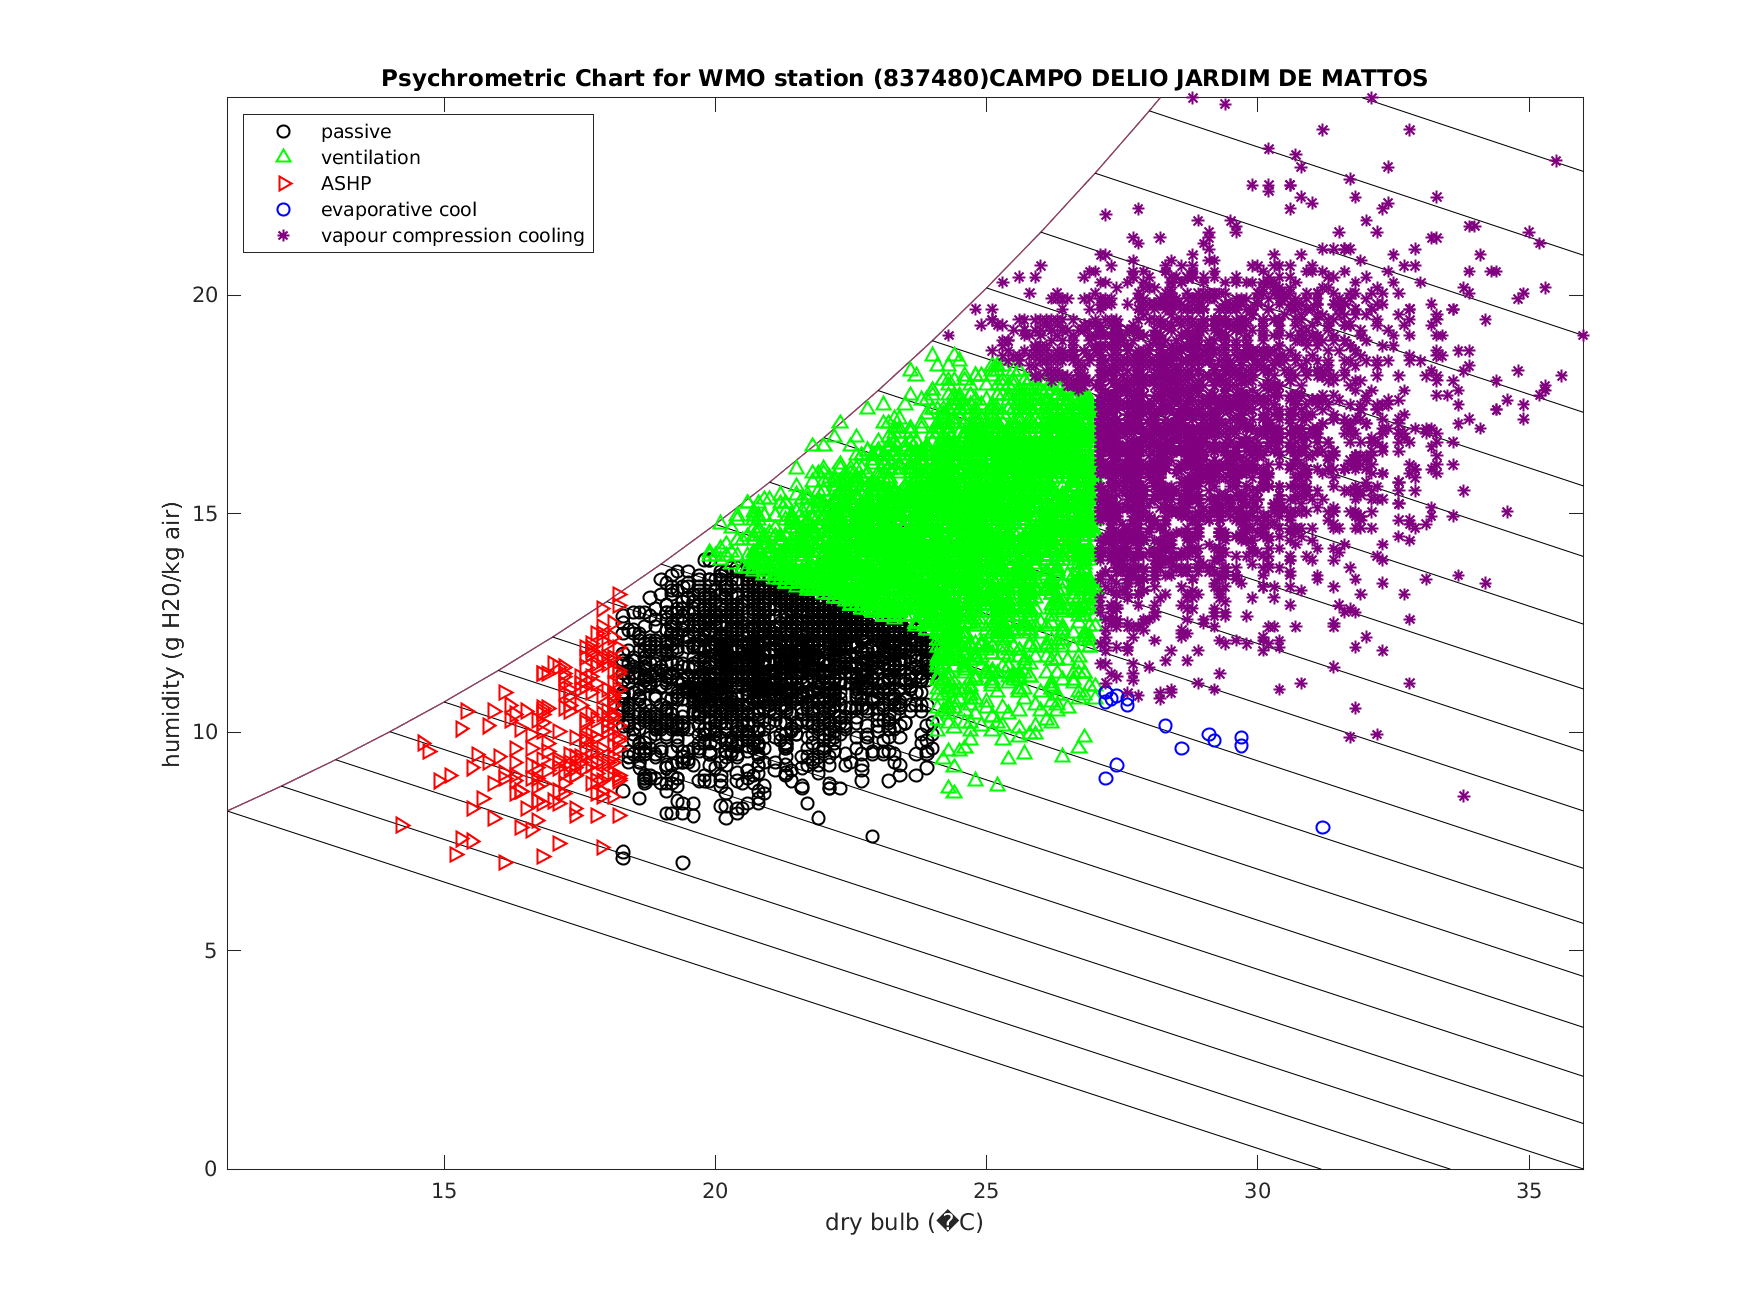 Psychrometric Chart for WMO station (837480)CAMPO DELIO JARDIM DE MATTOS
passive
ventilation
ASHP
evaporative cool
vapour compression cooling
humidity (g H20/kg air)
20
15
10
5
0
15
20
25
30
35
dry bulb (�C)